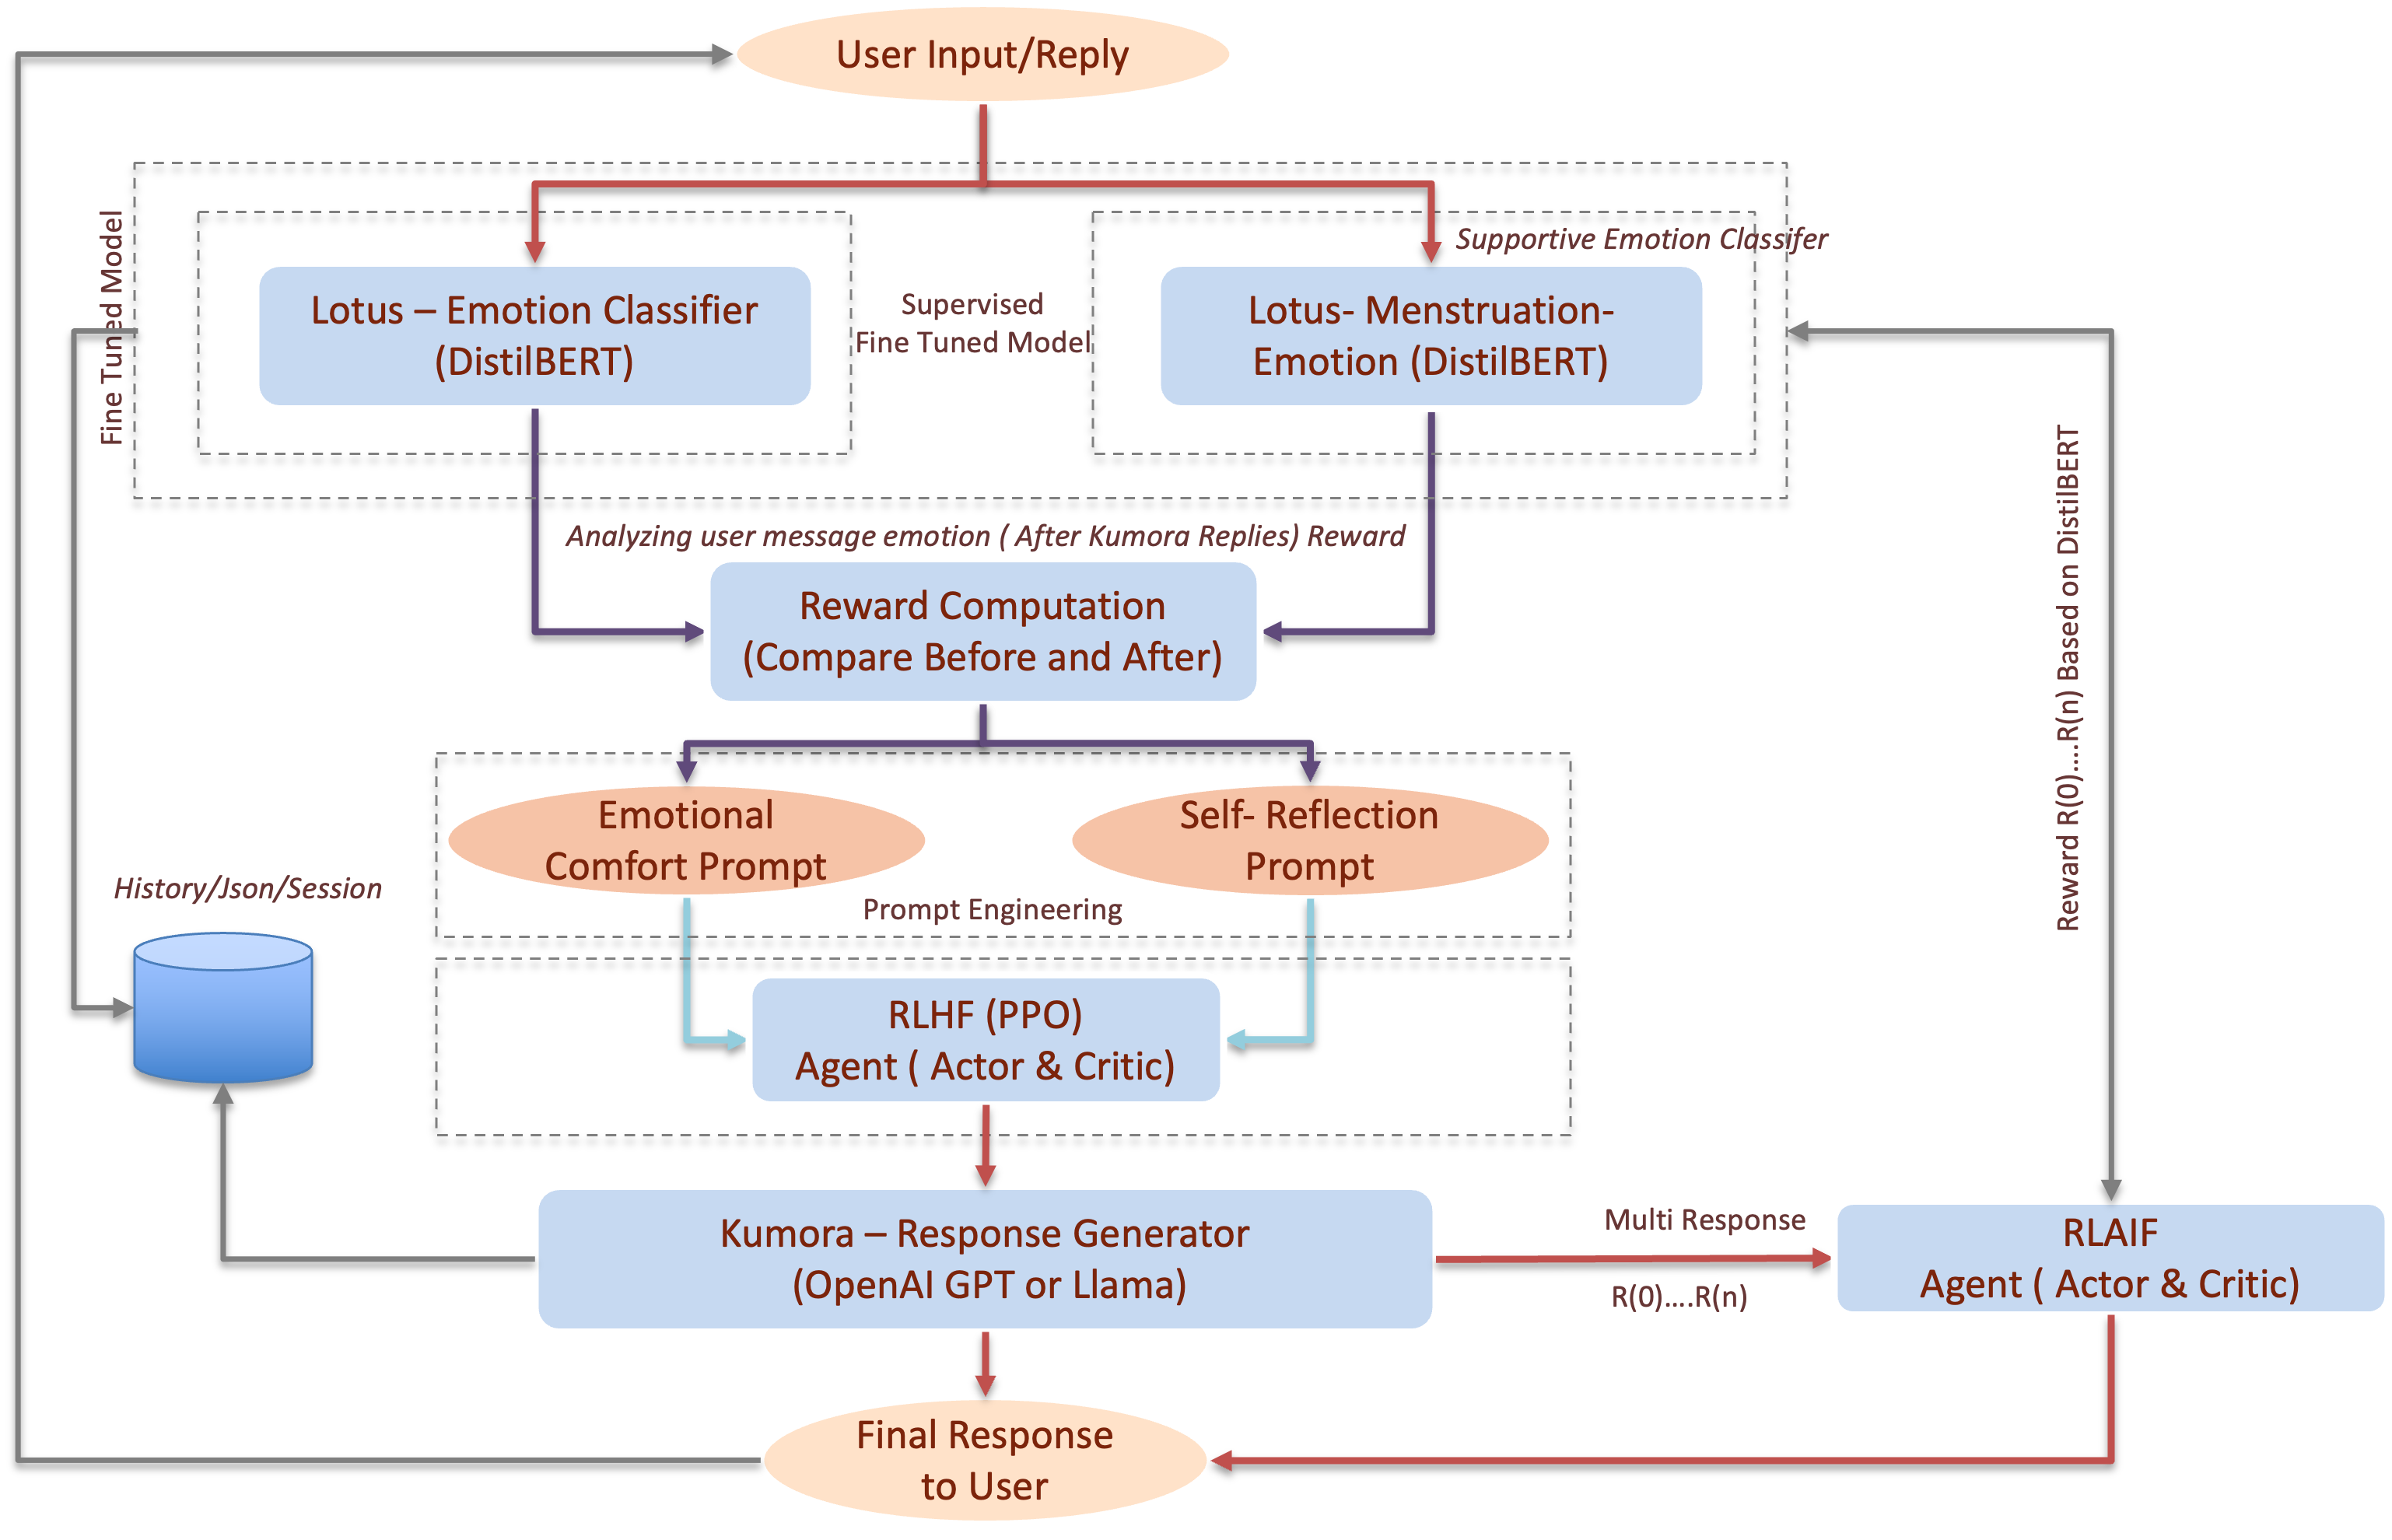 User Input/Reply
Fine Tuned Model
Supportive Emotion Classifer
Lotus – Emotion Classifier
(DistilBERT)
Supervised
Fine Tuned Model
Lotus- Menstruation-
Emotion (DistilBERT)
Analyzing user message emotion ( After Kumora Replies) Reward
Reward Computation
(Compare Before and After)
Reward R(0)....R(n) Based on DistilBERT
Emotional
Comfort Prompt
Self- Reflection
Prompt
Prompt Engineering
History/Json/Session
RLHF (PPO)
Agent ( Actor & Critic)
Kumora – Response Generator
(OpenAI GPT or Llama)
Multi Response
R(0)....R(n)
RLAIF
Agent ( Actor & Critic)
Final Response
to User